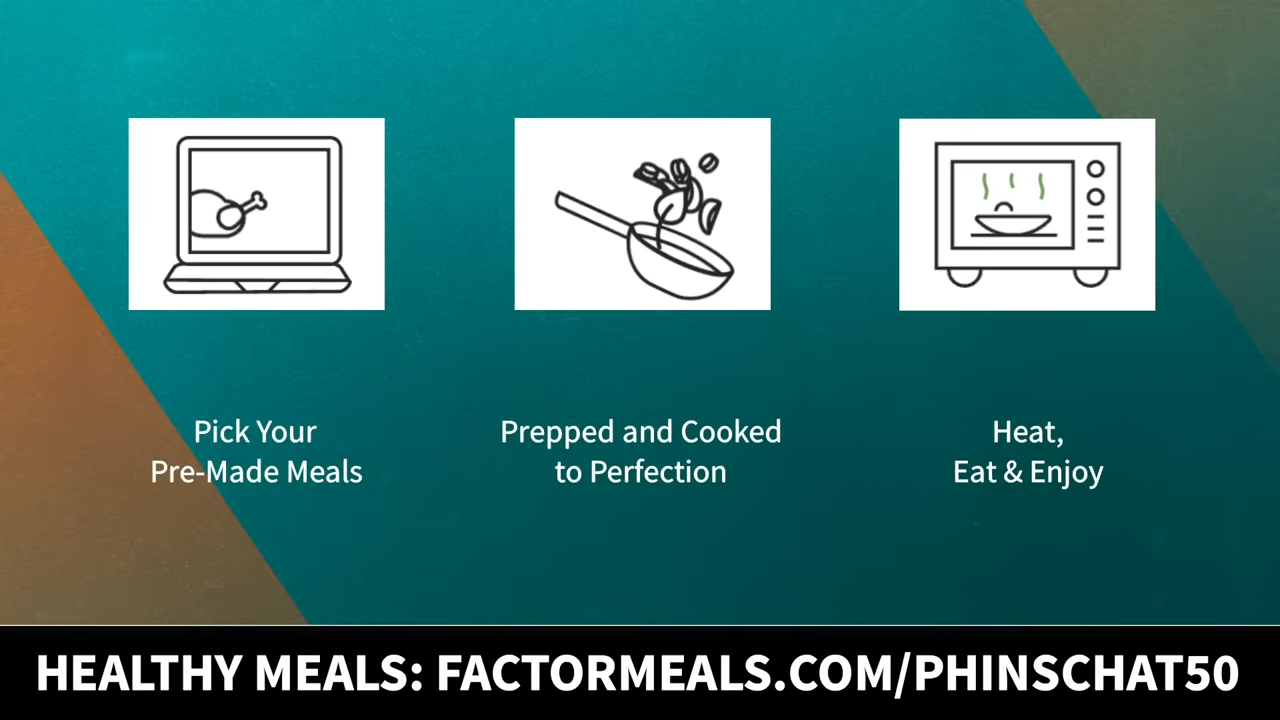 Pick Your
Pre-Made Meals
Prepped and Cooked
to Perfection
Heat,
Eat & Enjoy
HEALTHY MEALS: FACTORMEALS.COM/PHINSCHAT50